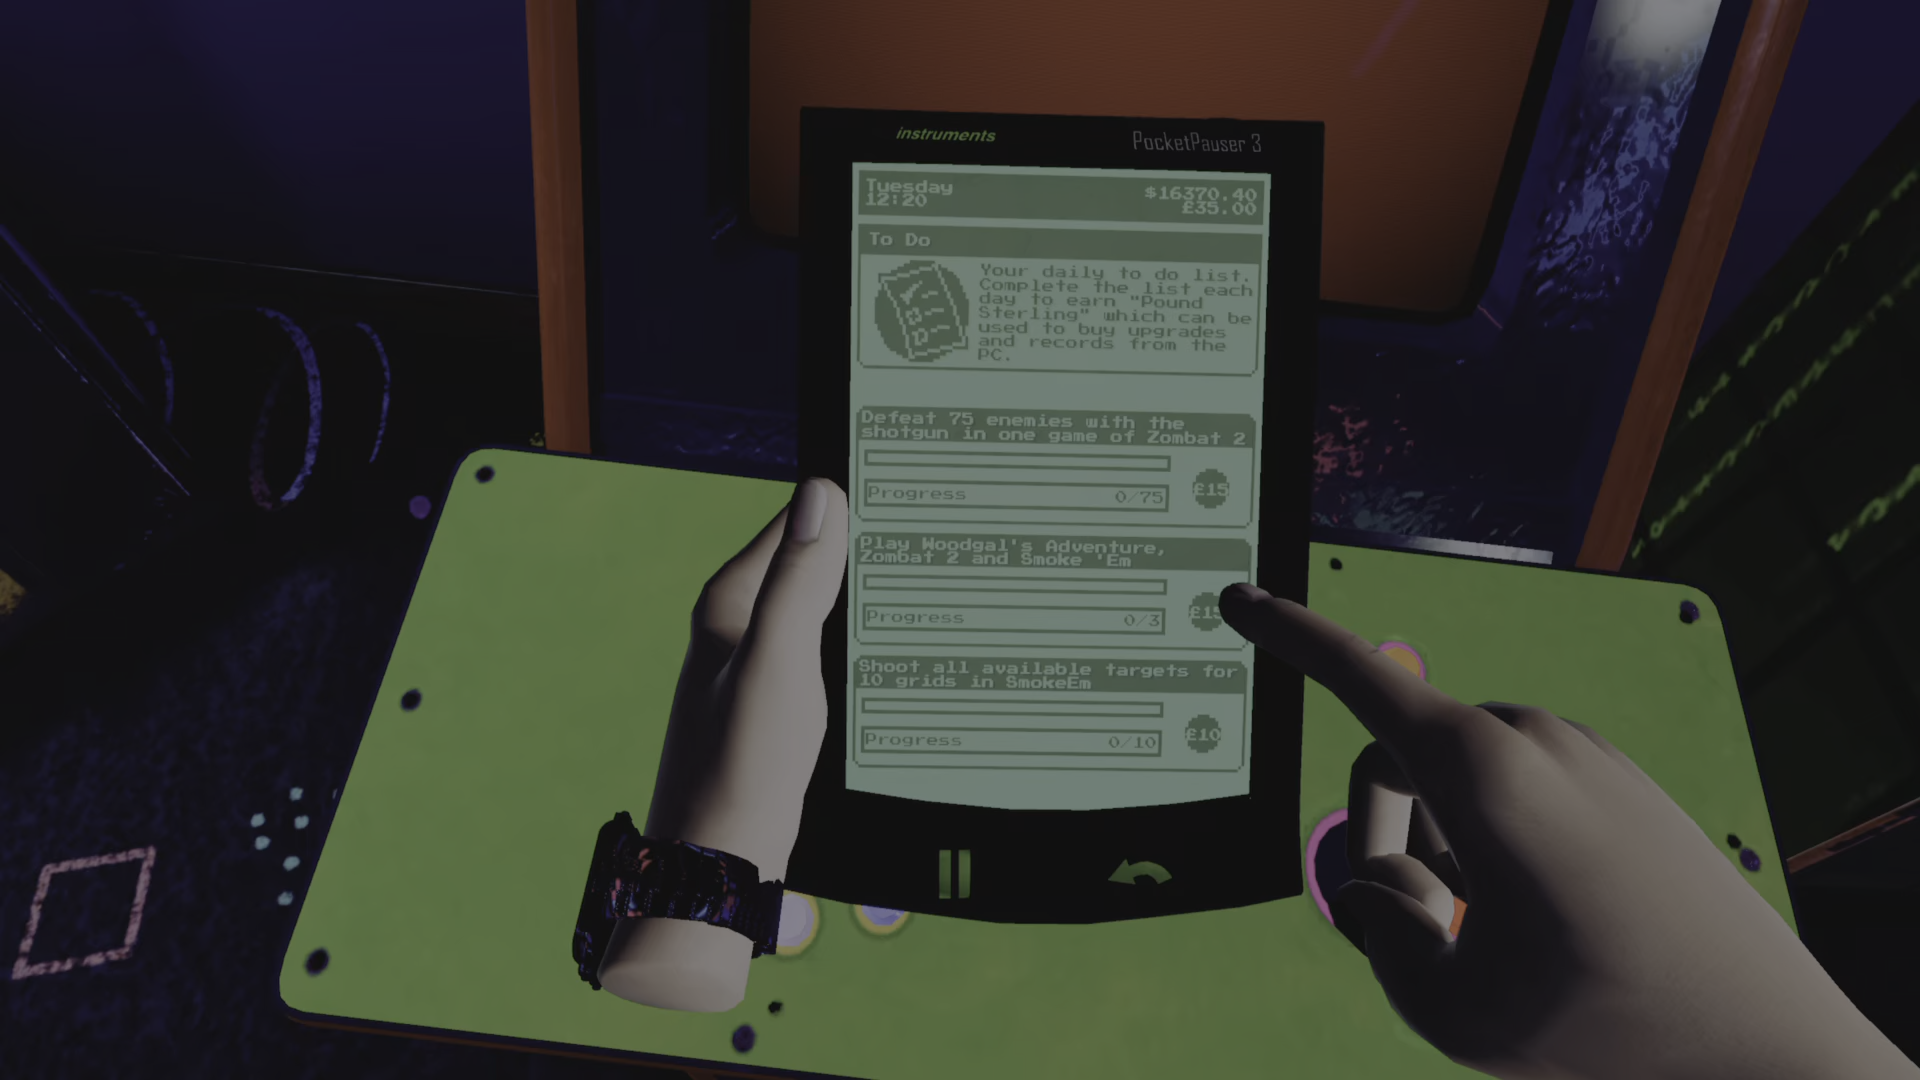 instruments
PocketPauser 3
Tuesday
12:20
$16370.40
£35.00
To Do
Your daily to do list.
Complete the list each
day to earn "Pound
Sterling" which can be
used to buy upgrades
and records from the
PC.
Defeat 75 enemies with the
shotgun in one game of Zombat 2
Progress 0/75
£15
Play Woodgal's Adventure,
Zombat 2 and Smoke 'Em
Progress 0/3
£15
Shoot all available targets for
10 grids in SmokeEm
Progress 0/10
£10